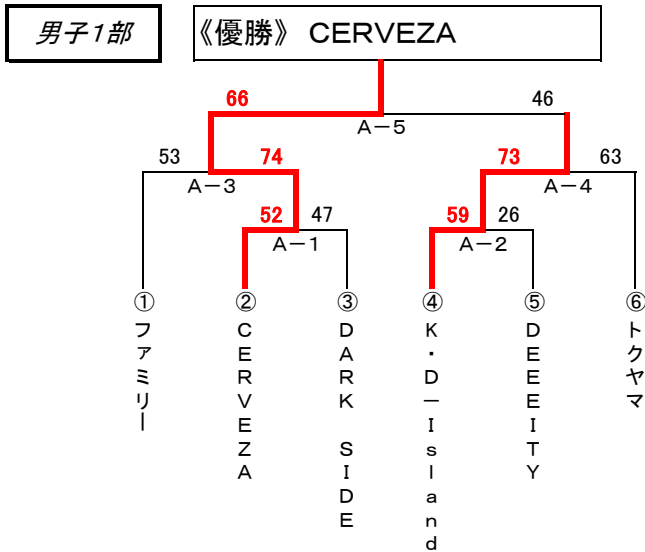 男子1部
《優勝》 CERVEZA
66 46
A－5
53 74 73 63
A－3 A－4
52 47 59 26
A－1 A－2
① ② ③ ④ ⑤ ⑥
ファミリー
CERVEZA
DARK SIDE
K・D－Island
DEEEITY
トクヤマ